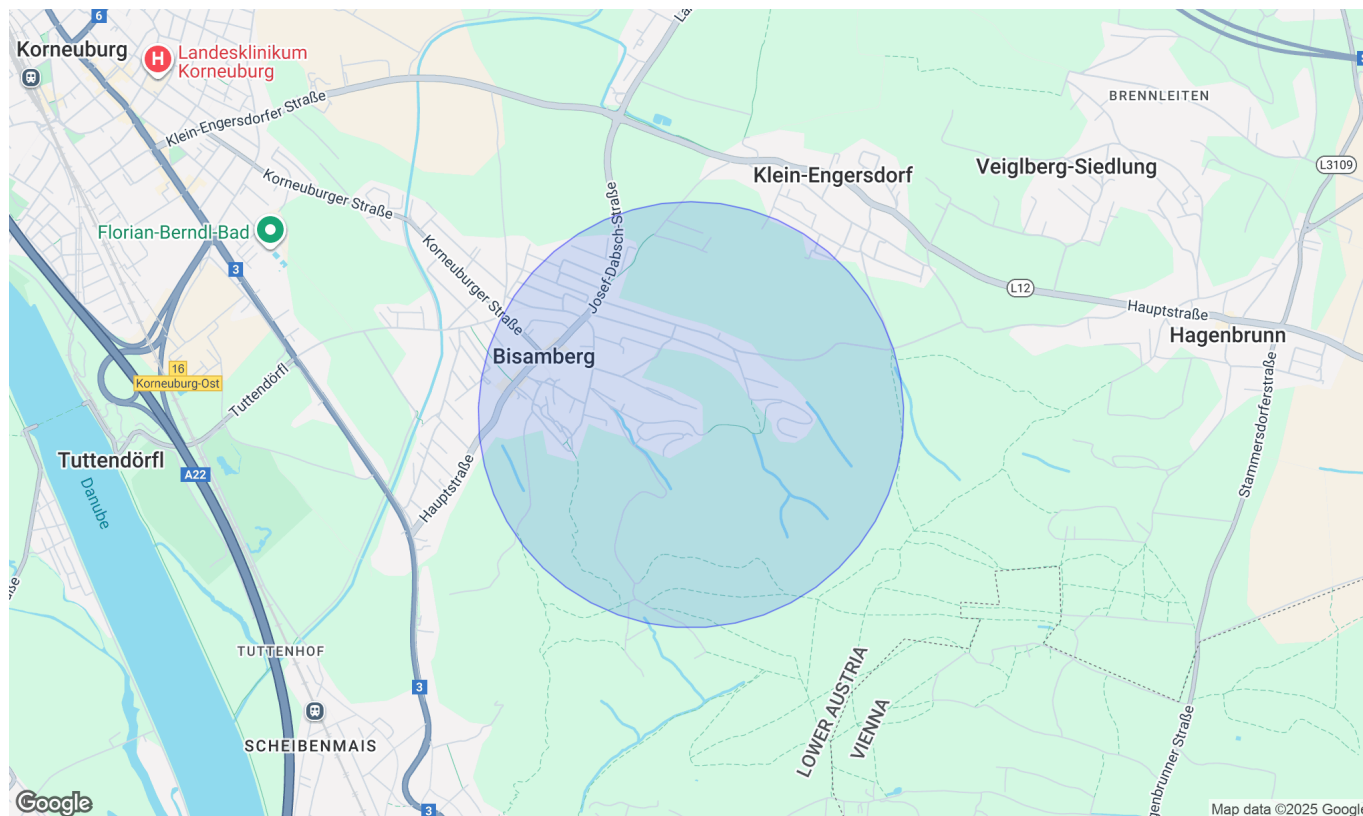 6
Korneuburg
H
Landesklinikum
Korneuburg
Klein-Engersdorfer Straße
BRENNLEITEN
L3109
Klein-Engersdorf
Veiglberg-Siedlung
Korneuburger Straße
Josef-Dabsch-Straße
Florian-Berndl-Bad
3
Korneuburger-Straße
L12
Hauptstraße
Hagenbrunn
Bisamberg
16
Korneuburg-Ost
Tuttendörfl
Stammersdorferstraße
Tuttendörfl
A22
Danube
Hauptstraße
TUTTENHOF
3
LOWER AUSTRIA
VIENNA
SCHEIBENMAIS
3
Google
Map data ©2025 Google